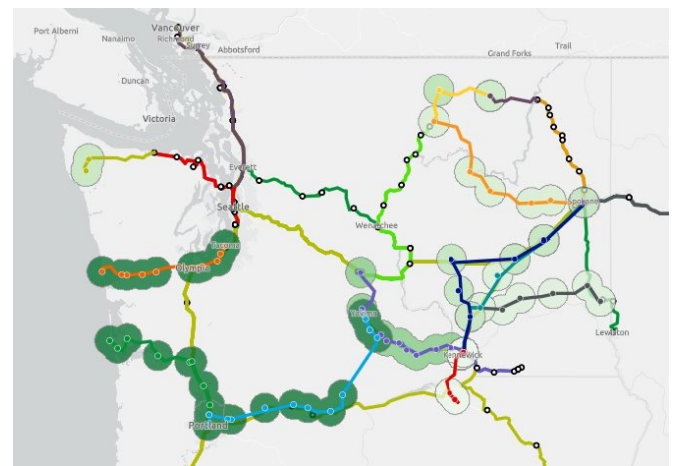 Vancouver
Port Alberni
Nanaimo
Richmond
Surrey
Abbotsford
Grand Forks
Trail
Duncan
Victoria
Everett
Seattle
Wenatchee
Spokane
Tacoma
Olympia
Yakima
Kennewick
Lewiston
Portland